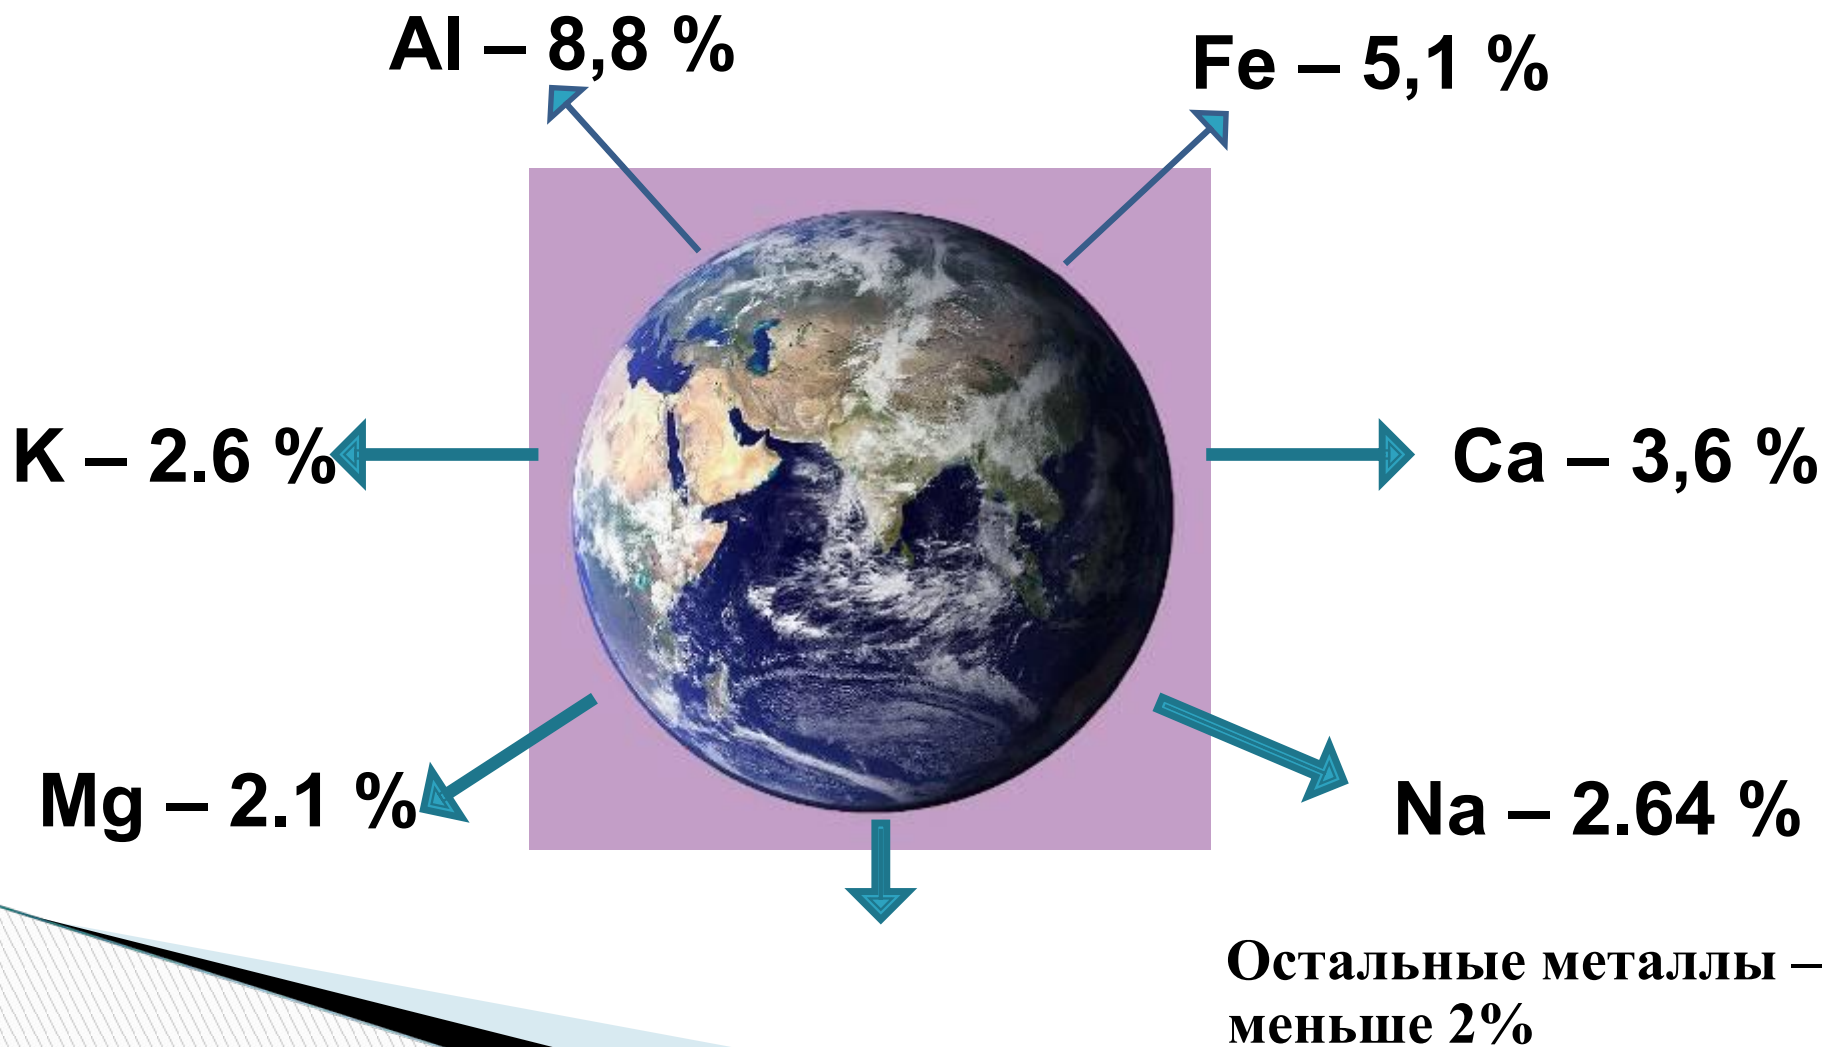 Al – 8,8 %
Fe – 5,1 %
K – 2.6 %
Ca – 3,6 %
Mg – 2.1 %
Na – 2.64 %
Остальные металлы –
меньше 2%